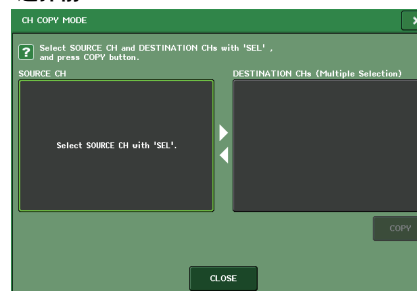 CH COPY MODE
Select SOURCE CH and DESTINATION CHs with 'SEL' ,
and press COPY button.
SOURCE CH
DESTINATION CHs (Multiple Selection)
Select SOURCE CH with 'SEL'.
COPY
CLOSE